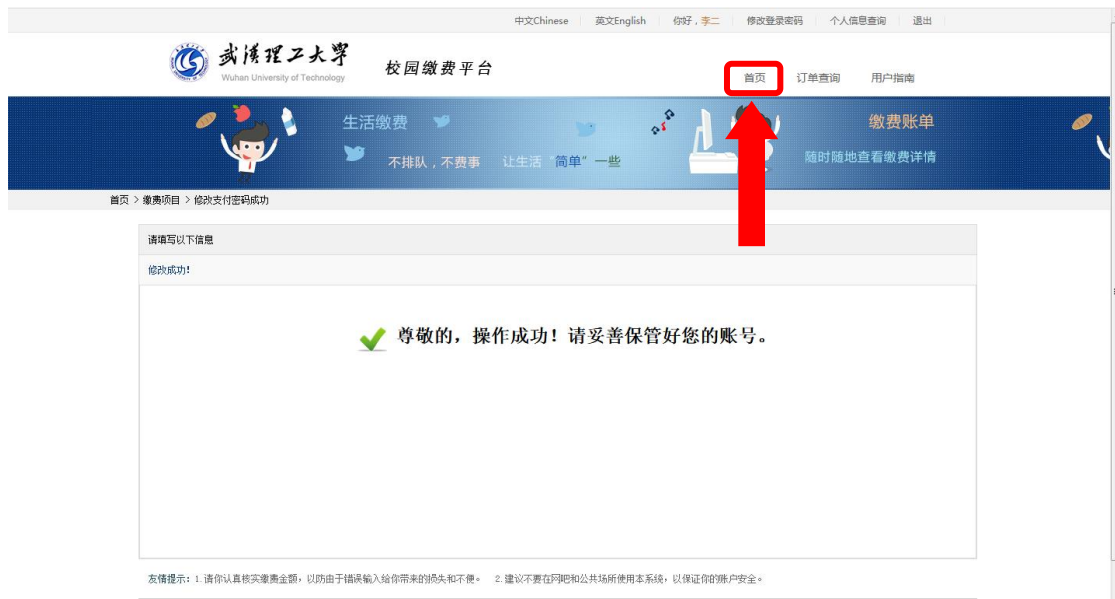 中文Chinese 英文English 你好，李二 修改登录密码 个人信息查询 退出
武漢理工大學
Wuhan University of Technology
校园缴费平台
首页 订单查询 用户指南
生活缴费
缴费账单
不排队，不费事 让生活“简单”一些
随时随地查看缴费详情
首页 > 缴费项目 > 修改支付密码成功
请填写以下信息
修改成功!
尊敬的，操作成功！请妥善保管好您的账号。
友情提示：1.请你认真核实缴费金额，以防由于错误输入给你带来的损失和不便。 2.建议不要在网吧和公共场所使用本系统，以保证你的账户安全。